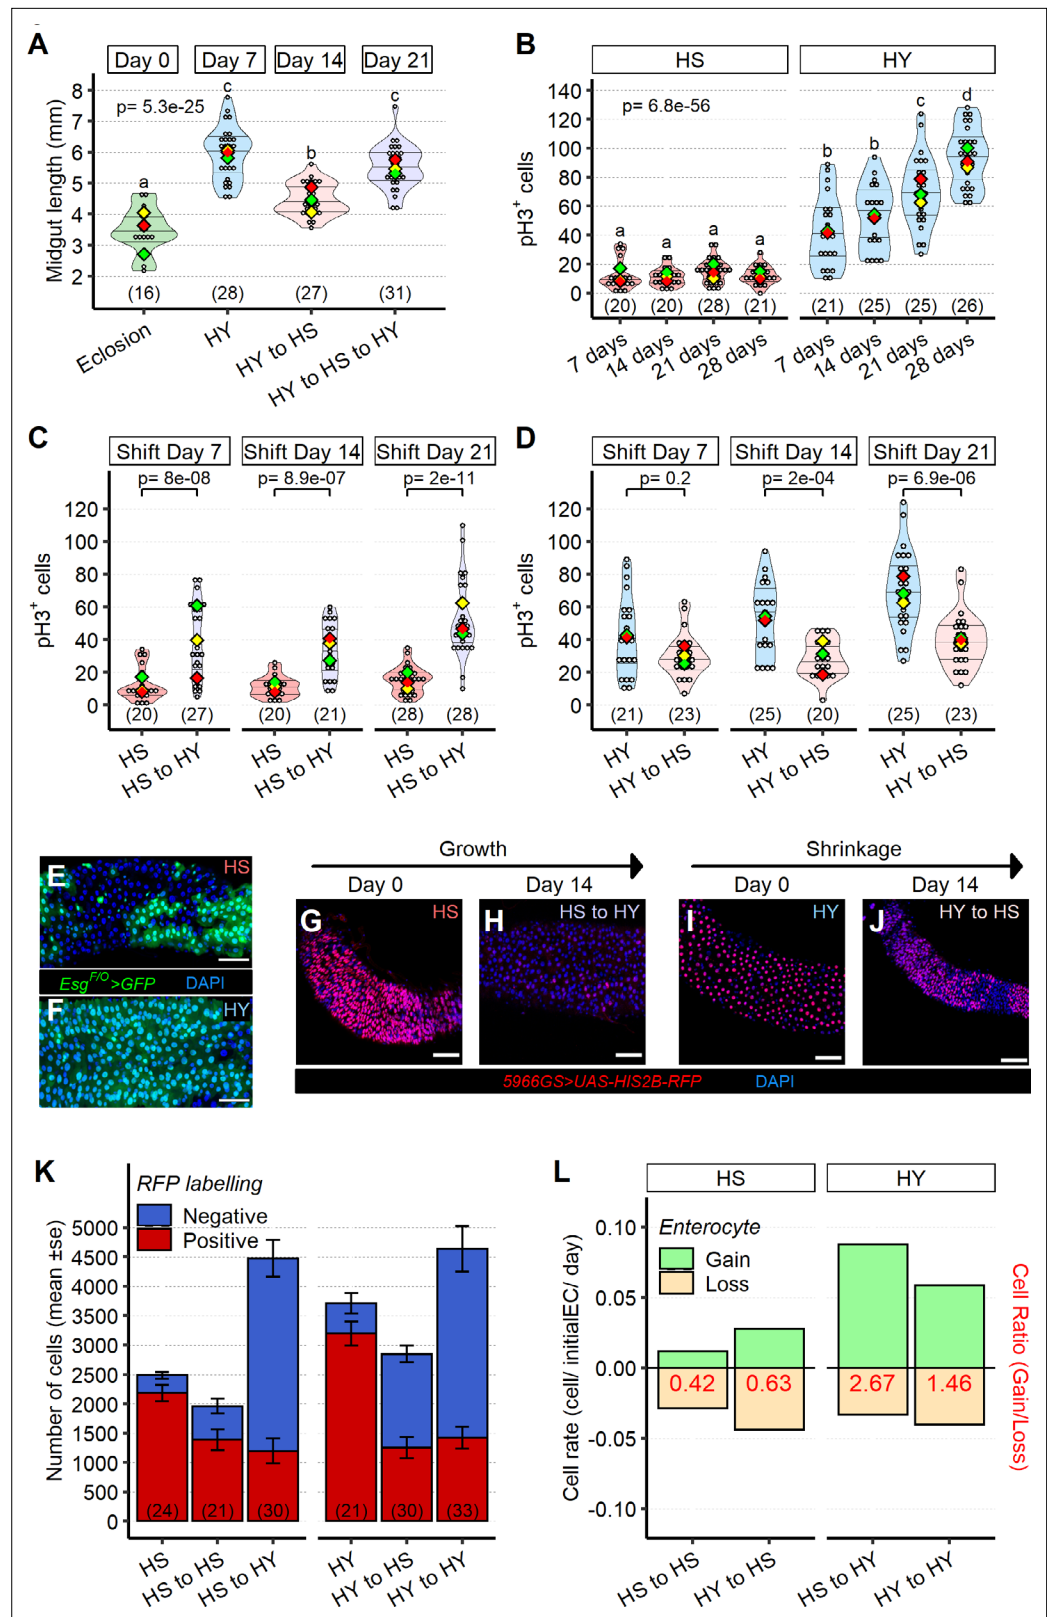 A
Day 0 Day 7 Day 14 Day 21
Midgut length (mm)
8
7
6
5
4
3
2
p= 5.3e-25
a c b c
(16) (28) (27) (31)
Eclosion HY HY to HS HY to HS to HY
B
HS HY
pH3+ cells
140
120
100
80
60
40
20
0
p= 6.8e-56
a a a a b b c d
(20) (20) (28) (21) (21) (25) (25) (26)
7 days 14 days 21 days 28 days 7 days 14 days 21 days 28 days
C
Shift Day 7 Shift Day 14 Shift Day 21
p= 8e-08 p= 8.9e-07 p= 2e-11
pH3+ cells
120
100
80
60
40
20
0
(20) (27) (20) (21) (28) (28)
HS HS to HY HS HS to HY HS HS to HY
D
Shift Day 7 Shift Day 14 Shift Day 21
p= 0.2 p= 2e-04 p= 6.9e-06
pH3+ cells
120
100
80
60
40
20
0
(21) (23) (25) (20) (25) (23)
HY HY to HS HY HY to HS HY HY to HS
E HS
EsgF/O>GFP DAPI
F HY
Growth Shrinkage
Day 0 Day 14 Day 0 Day 14
G HS
H HS to HY
I HY
J HY to HS
5966GS>UAS-HIS2B-RFP DAPI
K
RFP labelling
Negative
Positive
Number of cells (mean ±se)
5000
4500
4000
3500
3000
2500
2000
1500
1000
500
0
(24) (21) (30) (21) (30) (33)
HS HS to HS HS to HY HY HY to HS HY to HY
L
HS HY
Enterocyte
Gain
Loss
Cell rate (cell/ initialEC/ day)
0.10
0.05
0.00
-0.05
-0.10
0.42 0.63 2.67 1.46
Cell Ratio (Gain/Loss)
HS to HS HY to HS HS to HY HY to HY